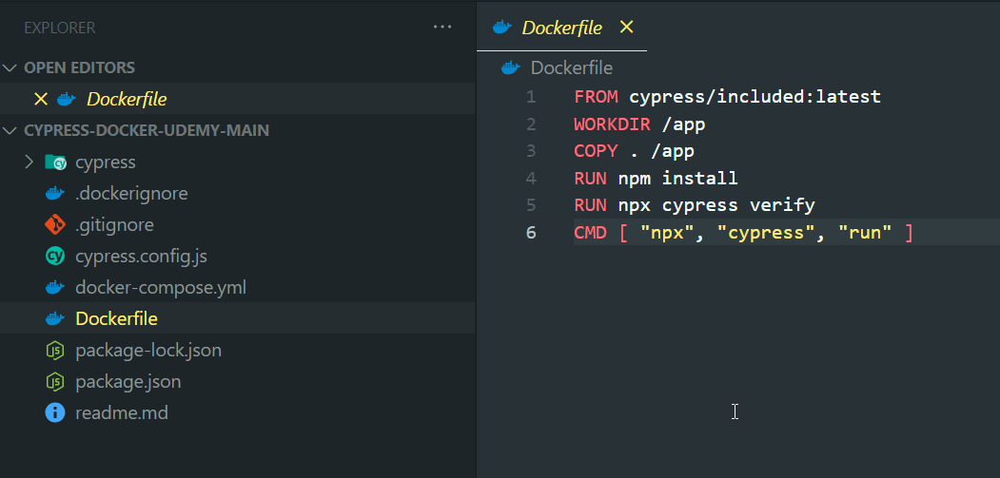 EXPLORER
OPEN EDITORS
Dockerfile
CYPRESS-DOCKER-UDEMY-MAIN
cypress
.dockerignore
.gitignore
cypress.config.js
docker-compose.yml
Dockerfile
package-lock.json
package.json
readme.md
Dockerfile
Dockerfile
1 FROM cypress/included:latest
2 WORKDIR /app
3 COPY . /app
4 RUN npm install
5 RUN npx cypress verify
6 CMD [ "npx", "cypress", "run" ]